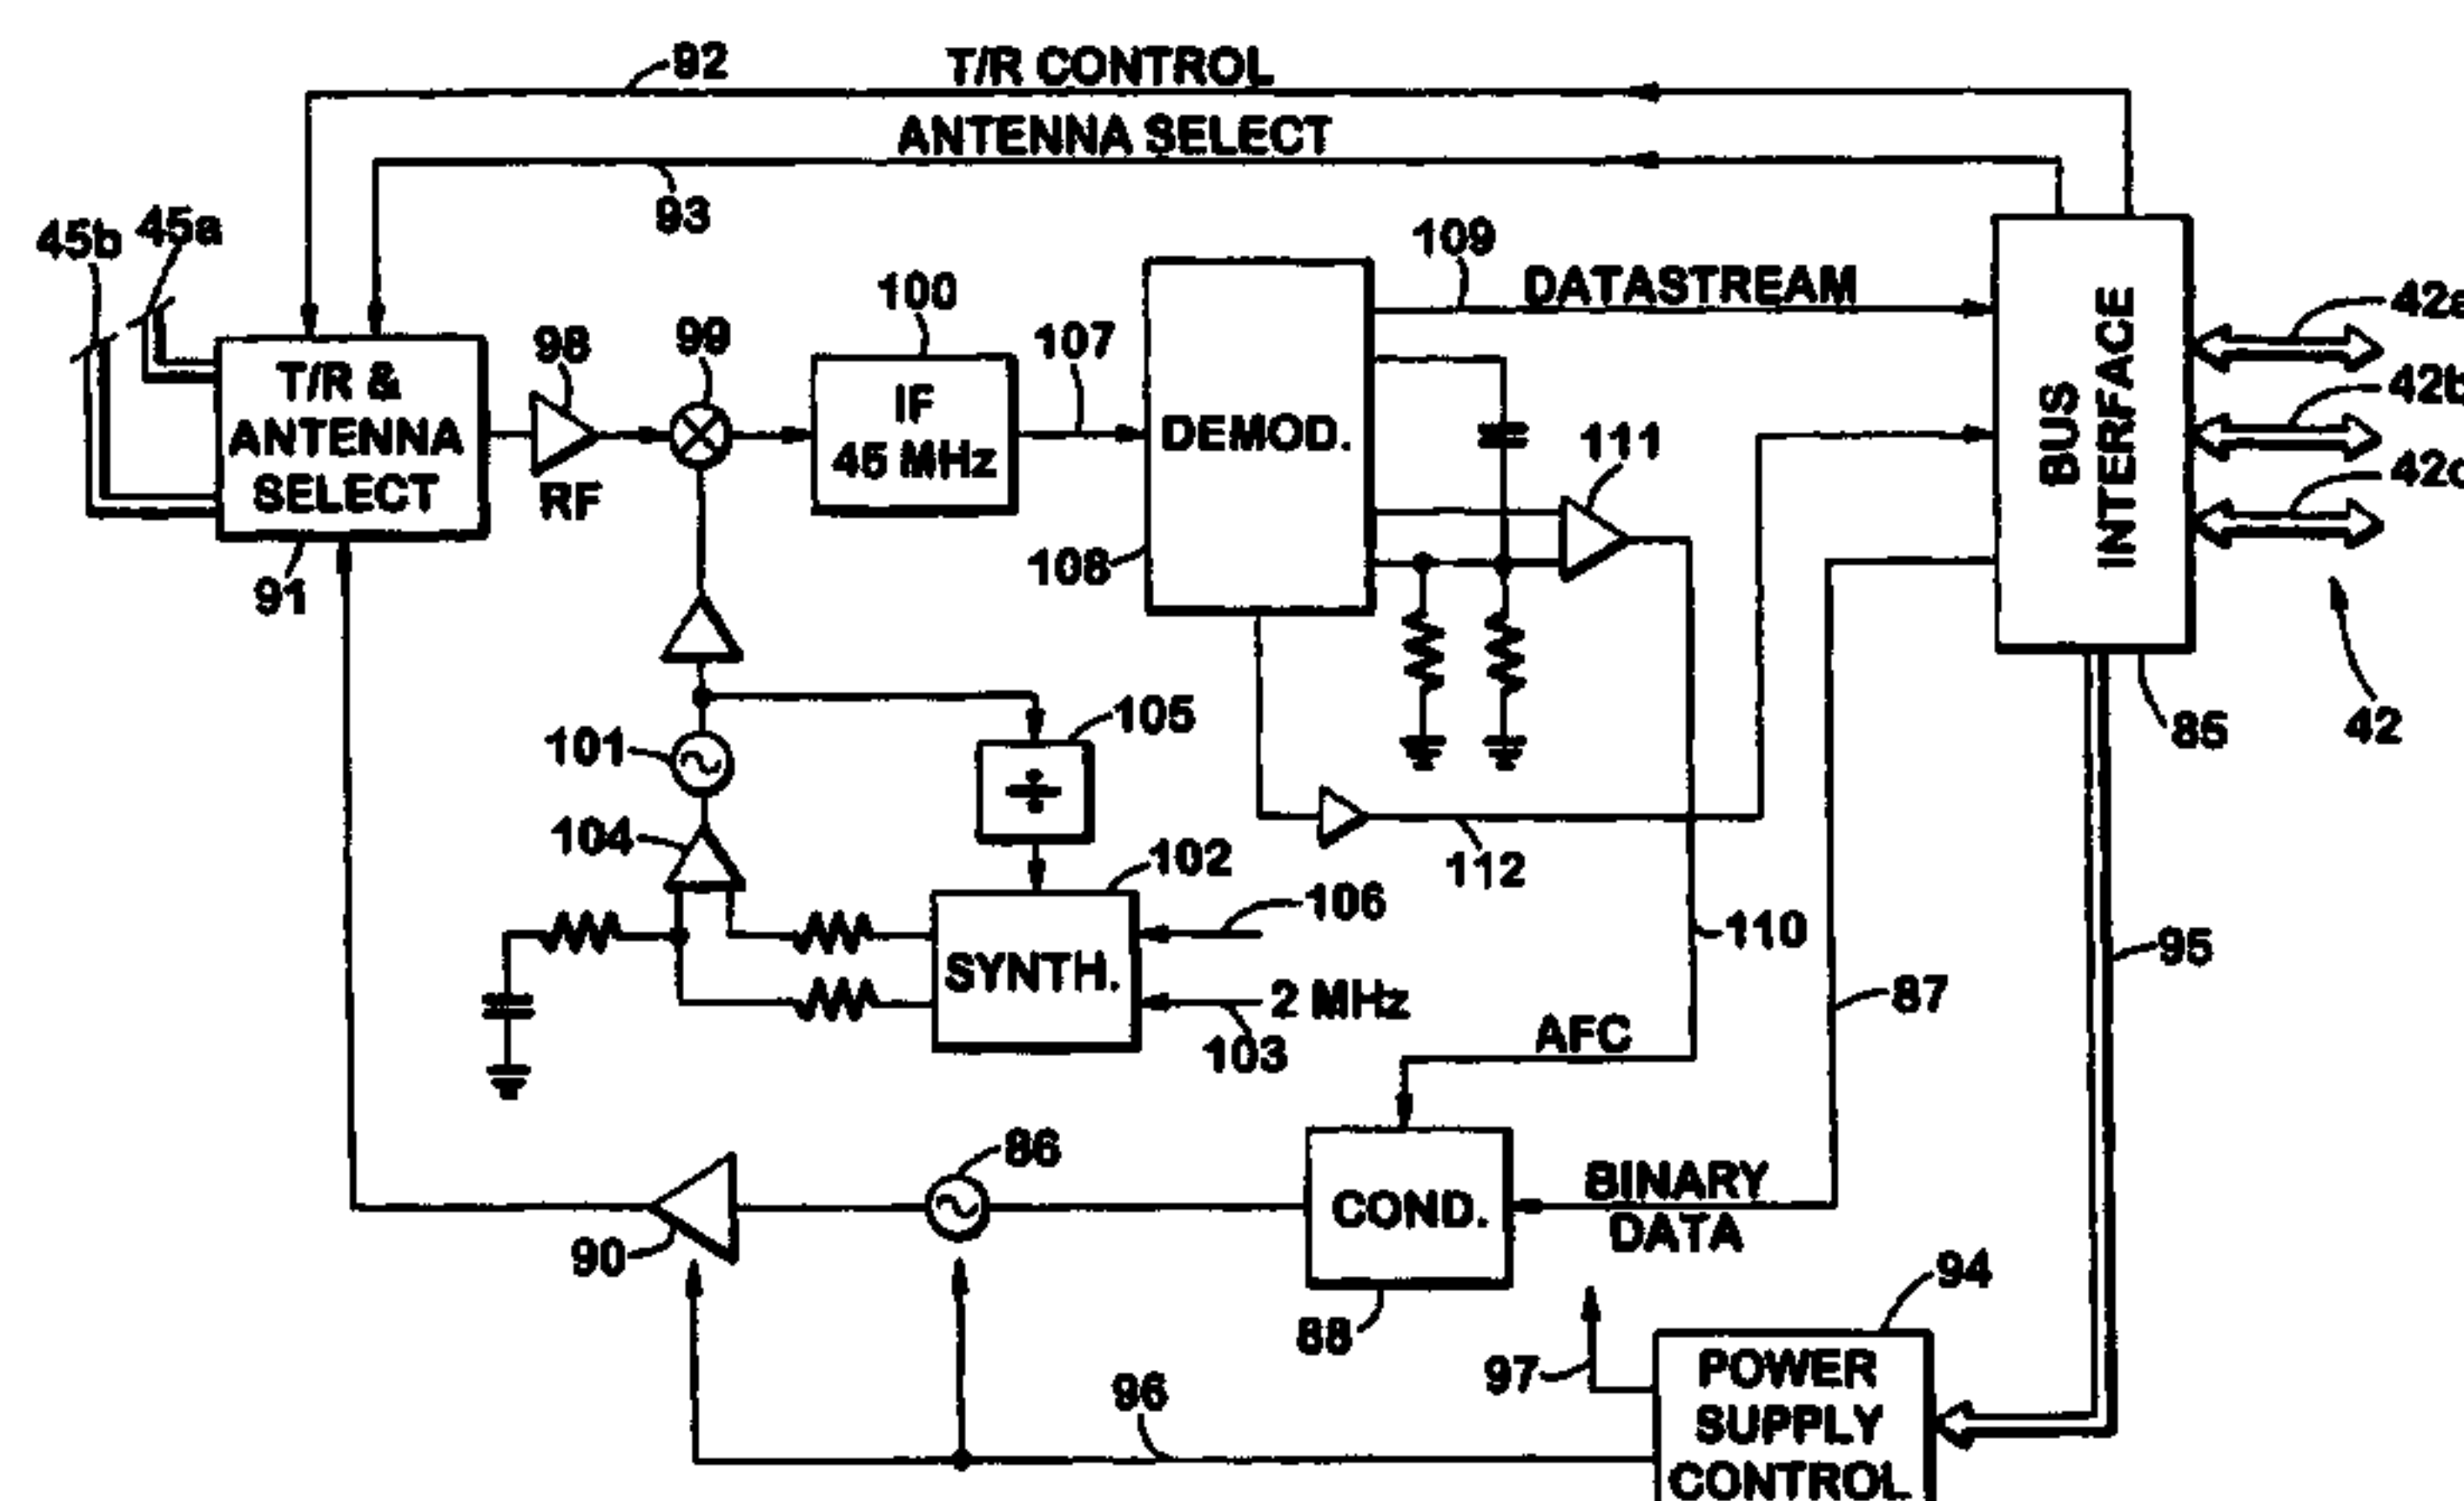 92
T/R CONTROL
ANTENNA SELECT
93
45b
45a
109
DATASTREAM
100
98
99
107
42a
42b
T/R &
ANTENNA
SELECT
RF
IF
45 MHz
DEMOD.
111
BUS
INTERFACE
108
91
105
85
42
101
104
102
112
106
110
95
SYNTH.
2 MHz
87
103
AFC
86
BINARY
DATA
COND.
90
94
88
97
96
POWER
SUPPLY
CONTROL